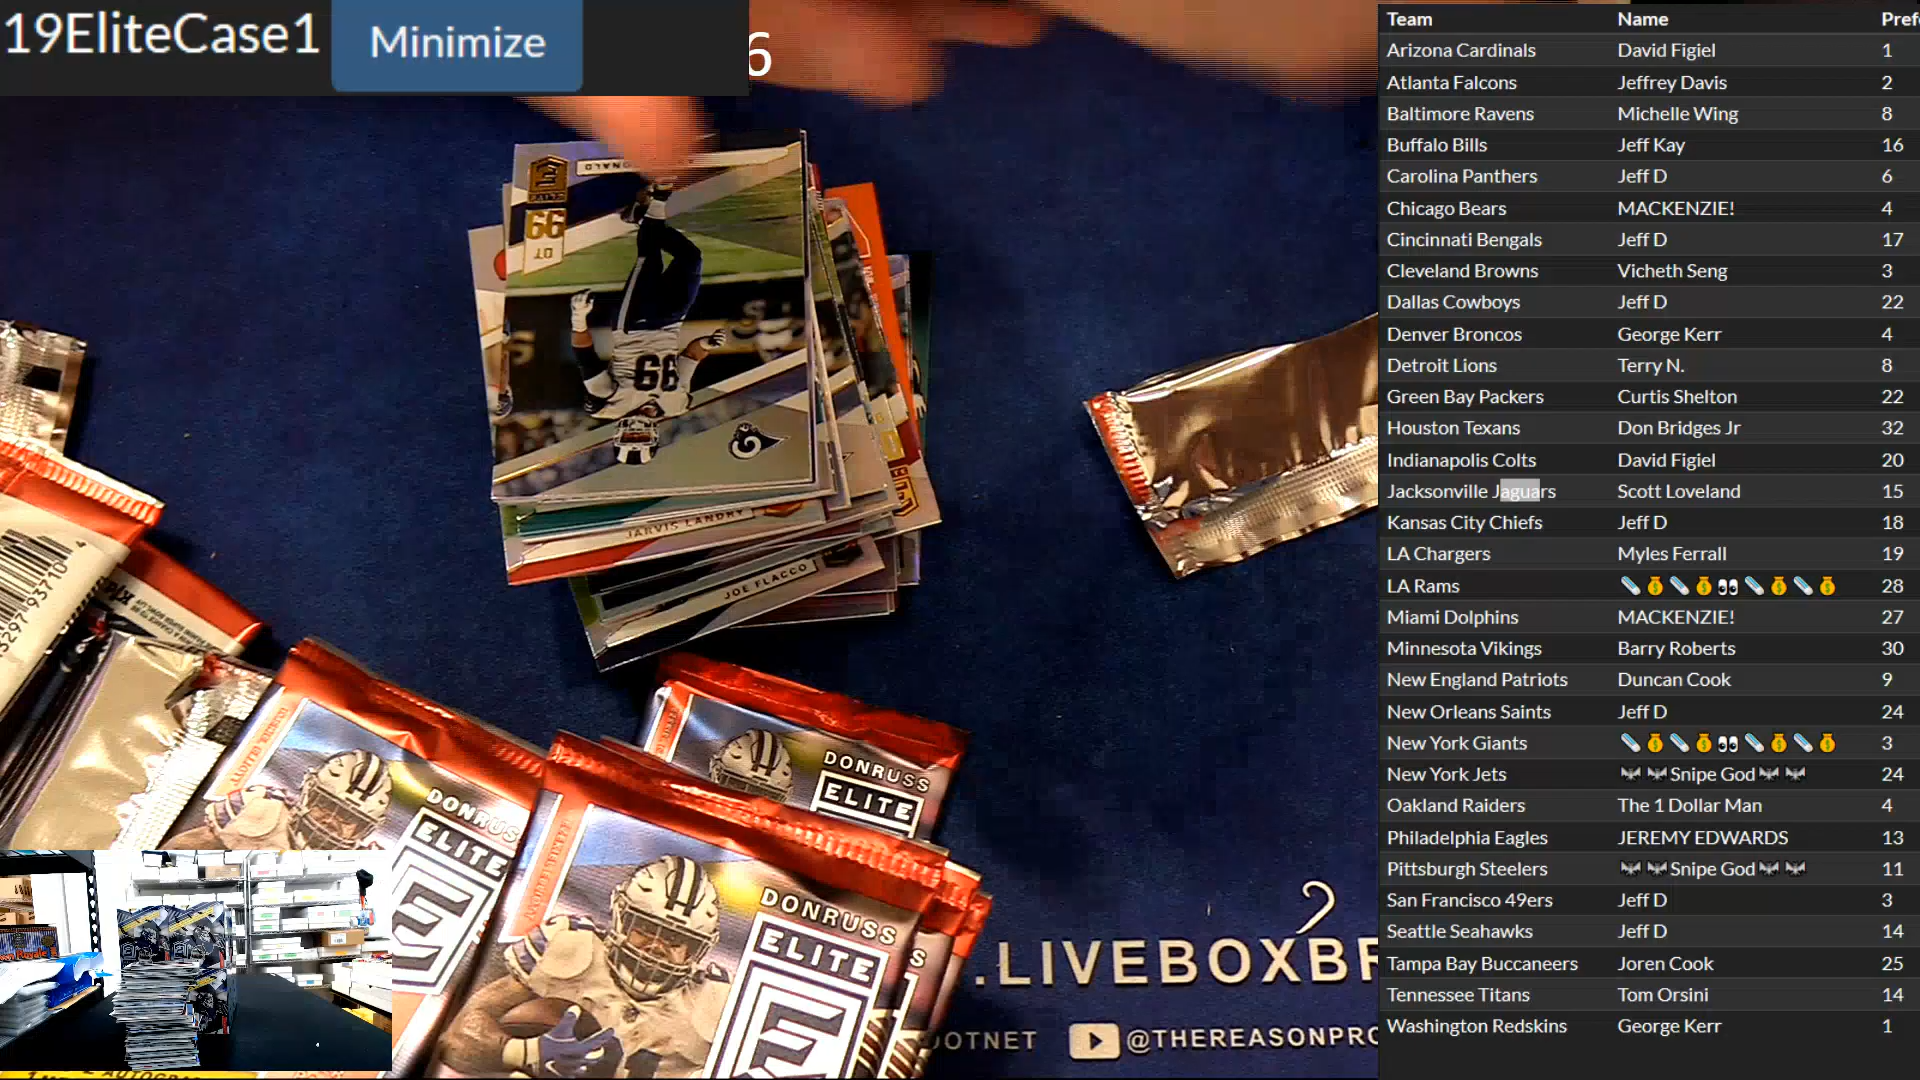 19EliteCase1 Minimize
6
Team Name Prefe
Arizona Cardinals David Figiel 1
Atlanta Falcons Jeffrey Davis 2
Baltimore Ravens Michelle Wing 8
Buffalo Bills Jeff Kay 16
Carolina Panthers Jeff D 6
Chicago Bears MACKENZIE! 4
Cincinnati Bengals Jeff D 17
Cleveland Browns Vicheth Seng 3
Dallas Cowboys Jeff D 22
Denver Broncos George Kerr 4
Detroit Lions Terry N. 8
Green Bay Packers Curtis Shelton 22
Houston Texans Don Bridges Jr 32
Indianapolis Colts David Figiel 20
Jacksonville Jaguars Scott Loveland 15
Kansas City Chiefs Jeff D 18
LA Chargers Myles Ferrall 19
LA Rams 28
Miami Dolphins MACKENZIE! 27
Minnesota Vikings Barry Roberts 30
New England Patriots Duncan Cook 9
New Orleans Saints Jeff D 24
New York Giants 3
New York Jets Snipe God 24
Oakland Raiders The 1 Dollar Man 4
Philadelphia Eagles JEREMY EDWARDS 13
Pittsburgh Steelers Snipe God 11
San Francisco 49ers Jeff D 3
Seattle Seahawks Jeff D 14
Tampa Bay Buccaneers Joren Cook 25
Tennessee Titans Tom Orsini 14
Washington Redskins George Kerr 1
99
DT
99
JARVIS LANDRY
JOE FLACCO
DONRUSS
ELITE
DONRUSS
ELITE
DONRUSS
ELITE
.LIVEBOXBR
DOTNET
@THEREASONPRO